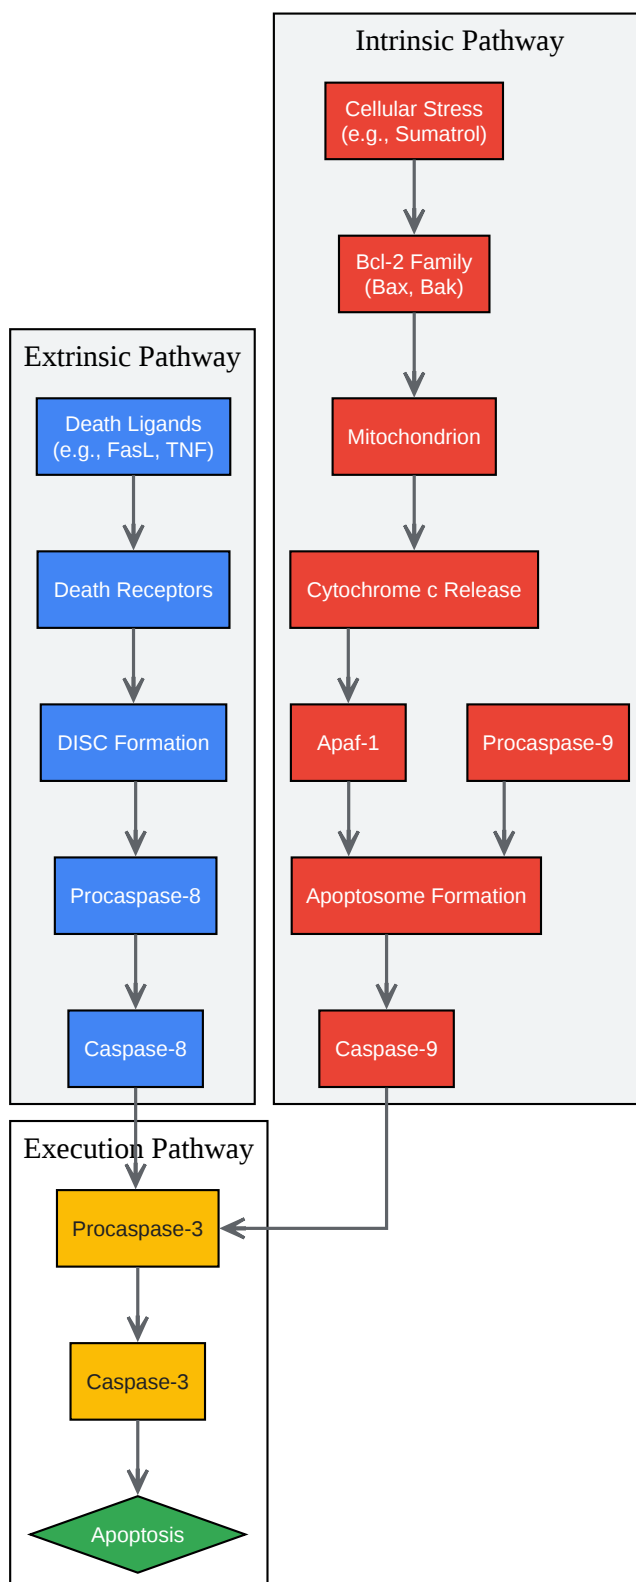 Intrinsic Pathway
Cellular Stress
(e.g., Sumatrol)
Bcl-2 Family
(Bax, Bak)
Mitochondrion
Cytochrome c Release
Apaf-1
Procaspase-9
Apoptosome Formation
Caspase-9
Extrinsic Pathway
Death Ligands
(e.g., FasL, TNF)
Death Receptors
DISC Formation
Procaspase-8
Caspase-8
Execution Pathway
Procaspase-3
Caspase-3
Apoptosis